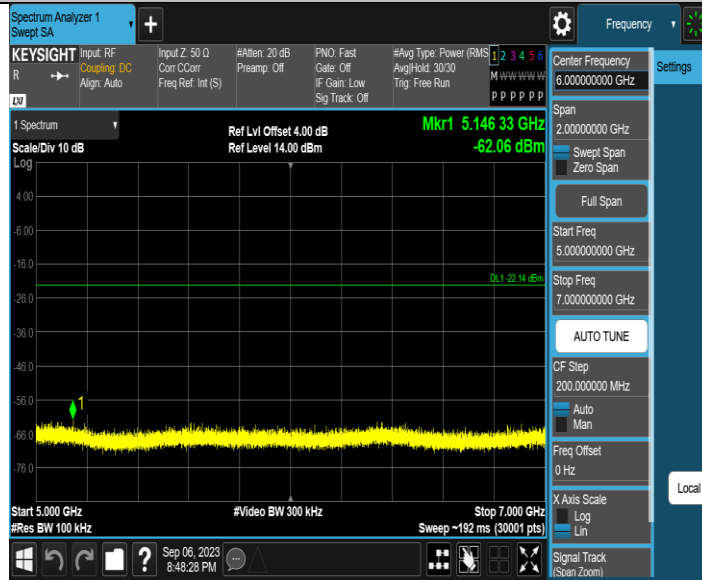 Spectrum Analyzer 1
Swept SA
+
Frequency
KEYSIGHT
R
LXI
Input: RF
Coupling: DC
Align: Auto
Input Z: 50 Ω
Corr CCorr
Freq Ref: Int (S)
#Atten: 20 dB
Preamp: Off
PNO: Fast
Gate: Off
IF Gain: Low
Sig Track: Off
#Avg Type: Power (RMS
Avg|Hold: 30/30
Trig: Free Run
1 2 3 4 5 6
M W W W W W
P P P P P P
1 Spectrum
Scale/Div 10 dB
Log
Ref Lvl Offset 4.00 dB
Ref Level 14.00 dBm
Mkr1 5.146 33 GHz
-62.06 dBm
4.00
-6.00
-16.0
-26.0
-36.0
-46.0
-56.0
-66.0
-76.0
DL1 -22.14 dBm
1
Start 5.000 GHz
#Res BW 100 kHz
#Video BW 300 kHz
Stop 7.000 GHz
Sweep ~192 ms (30001 pts)
?
Sep 06, 2023
8:48:28 PM
Center Frequency
6.000000000 GHz
Settings
Span
2.00000000 GHz
Swept Span
Zero Span
Full Span
Start Freq
5.000000000 GHz
Stop Freq
7.000000000 GHz
AUTO TUNE
CF Step
200.000000 MHz
Auto
Man
Freq Offset
0 Hz
Local
X Axis Scale
Log
Lin
Signal Track
(Span Zoom)